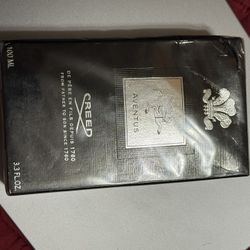 AVENTUS
CREED
DE PÈRE EN FILS DEPUIS 1760
FROM FATHER TO SON SINCE 1760
100 ML
3.3 FL.OZ.